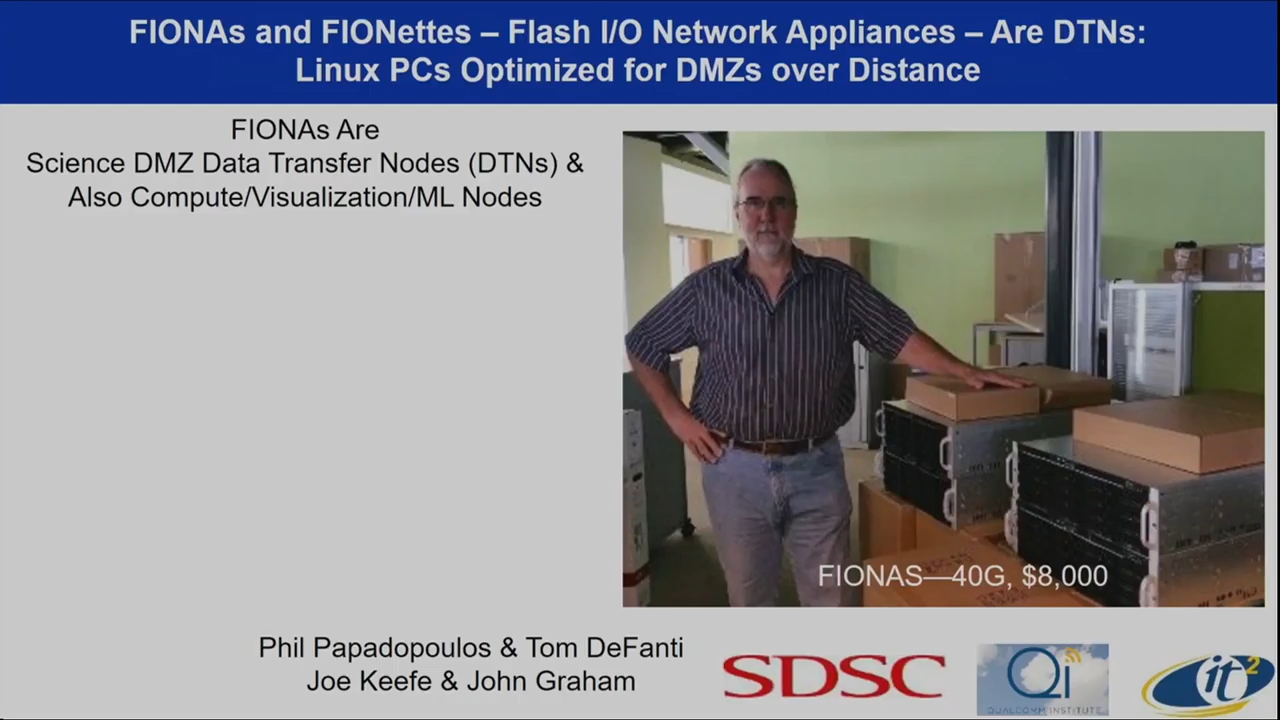 FIONAs and FIONettes – Flash I/O Network Appliances – Are DTNs:
Linux PCs Optimized for DMZs over Distance
FIONAs Are
Science DMZ Data Transfer Nodes (DTNs) &
Also Compute/Visualization/ML Nodes
FIONAS—40G, $8,000
Phil Papadopoulos & Tom DeFanti
Joe Keefe & John Graham
SDSC
Qi
QUALCOMM INSTITUTE
it2